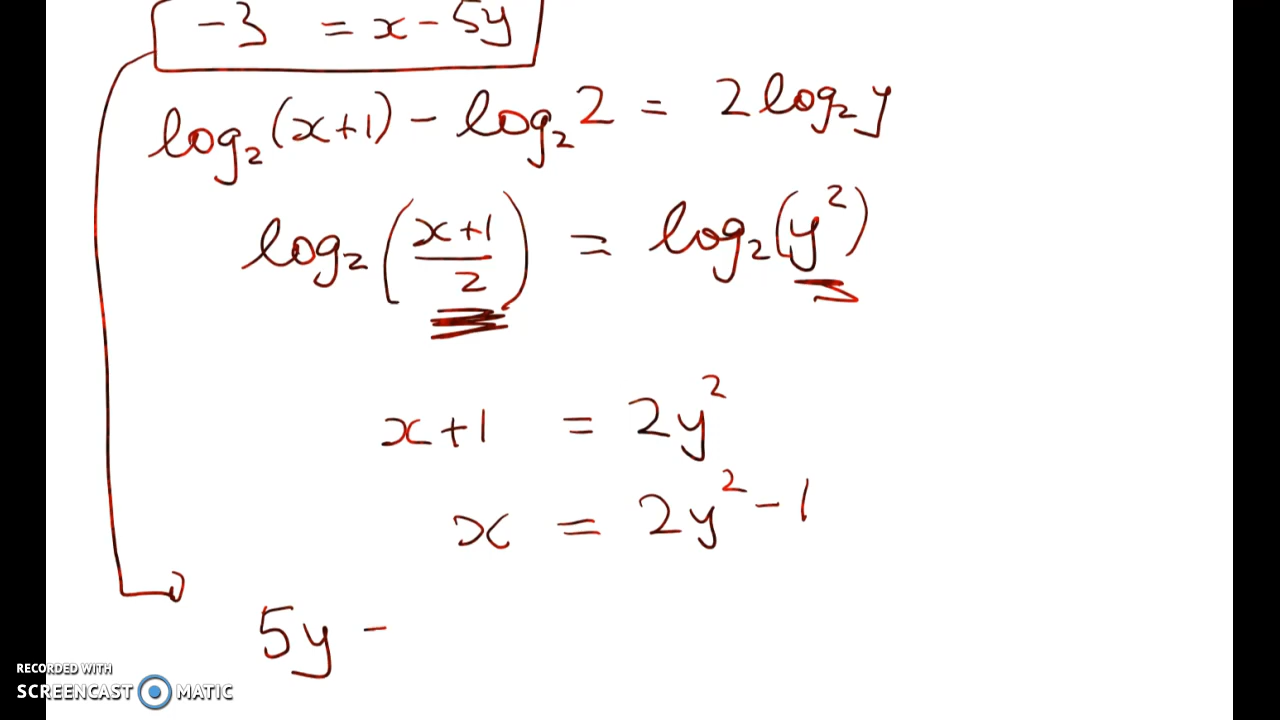 -3 = x - 5y
log₂(x+1) - log₂2 = 2log₂y
log₂((x+1)/2) = log₂(y²)
x+1 = 2y²
x = 2y² - 1
5y -
RECORDED WITH
SCREENCAST MATIC